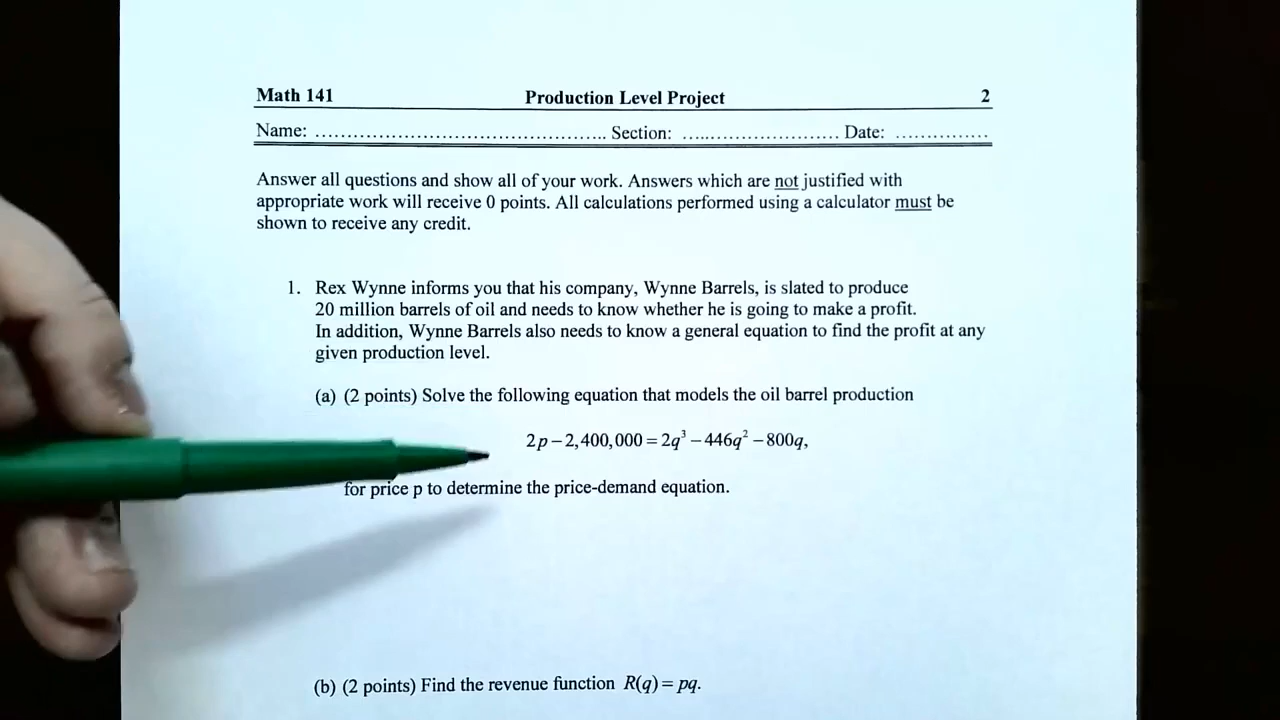 Math 141 Production Level Project 2
Name: .............................................. Section: ......................... Date: ...............
Answer all questions and show all of your work. Answers which are not justified with
appropriate work will receive 0 points. All calculations performed using a calculator must be
shown to receive any credit.
1. Rex Wynne informs you that his company, Wynne Barrels, is slated to produce
20 million barrels of oil and needs to know whether he is going to make a profit.
In addition, Wynne Barrels also needs to know a general equation to find the profit at any
given production level.
(a) (2 points) Solve the following equation that models the oil barrel production
2p − 2,400,000 = 2q³ − 446q² − 800q,
for price p to determine the price-demand equation.
(b) (2 points) Find the revenue function R(q) = pq.